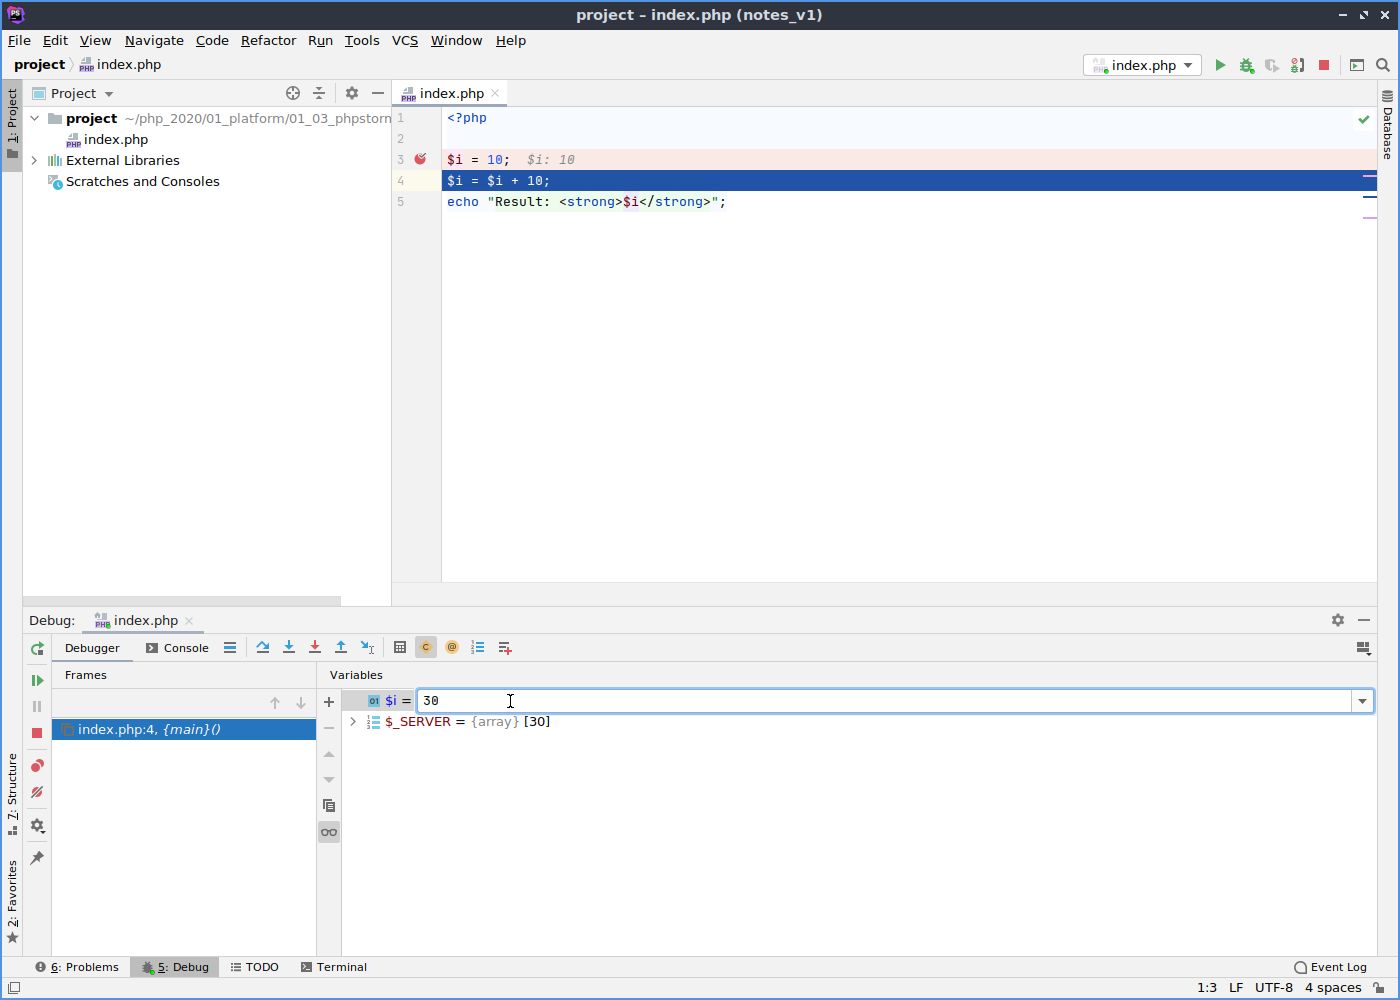 PS
project – index.php (notes_v1)
File Edit View Navigate Code Refactor Run Tools VCS Window Help
project index.php
index.php
1: Project
Project
project ~/php_2020/01_platform/01_03_phpstorm
index.php
External Libraries
Scratches and Consoles
index.php
1 <?php
2
3 $i = 10; $i: 10
4 $i = $i + 10;
5 echo "Result: <strong>$i</strong>";
Database
Debug: index.php
Debugger Console
Frames
Variables
index.php:4, {main}()
01 $i = 30
$_SERVER = {array} [30]
7: Structure
2: Favorites
6: Problems 5: Debug TODO Terminal
Event Log
1:3 LF UTF-8 4 spaces